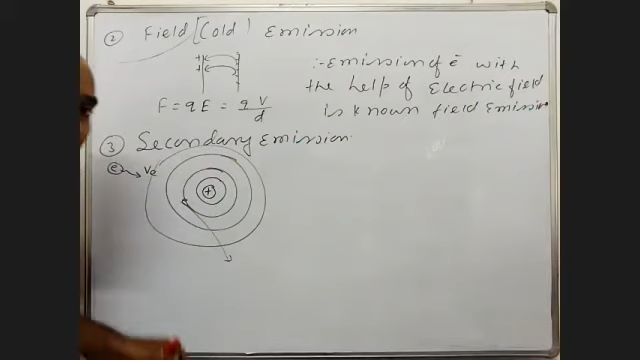 ② Field [Cold) Emission
:- Emission of e⁻ with
the help of Electric field
is known field Emission
+
+
F = qE = q V/d
③ Secondary Emission
e Ve
+